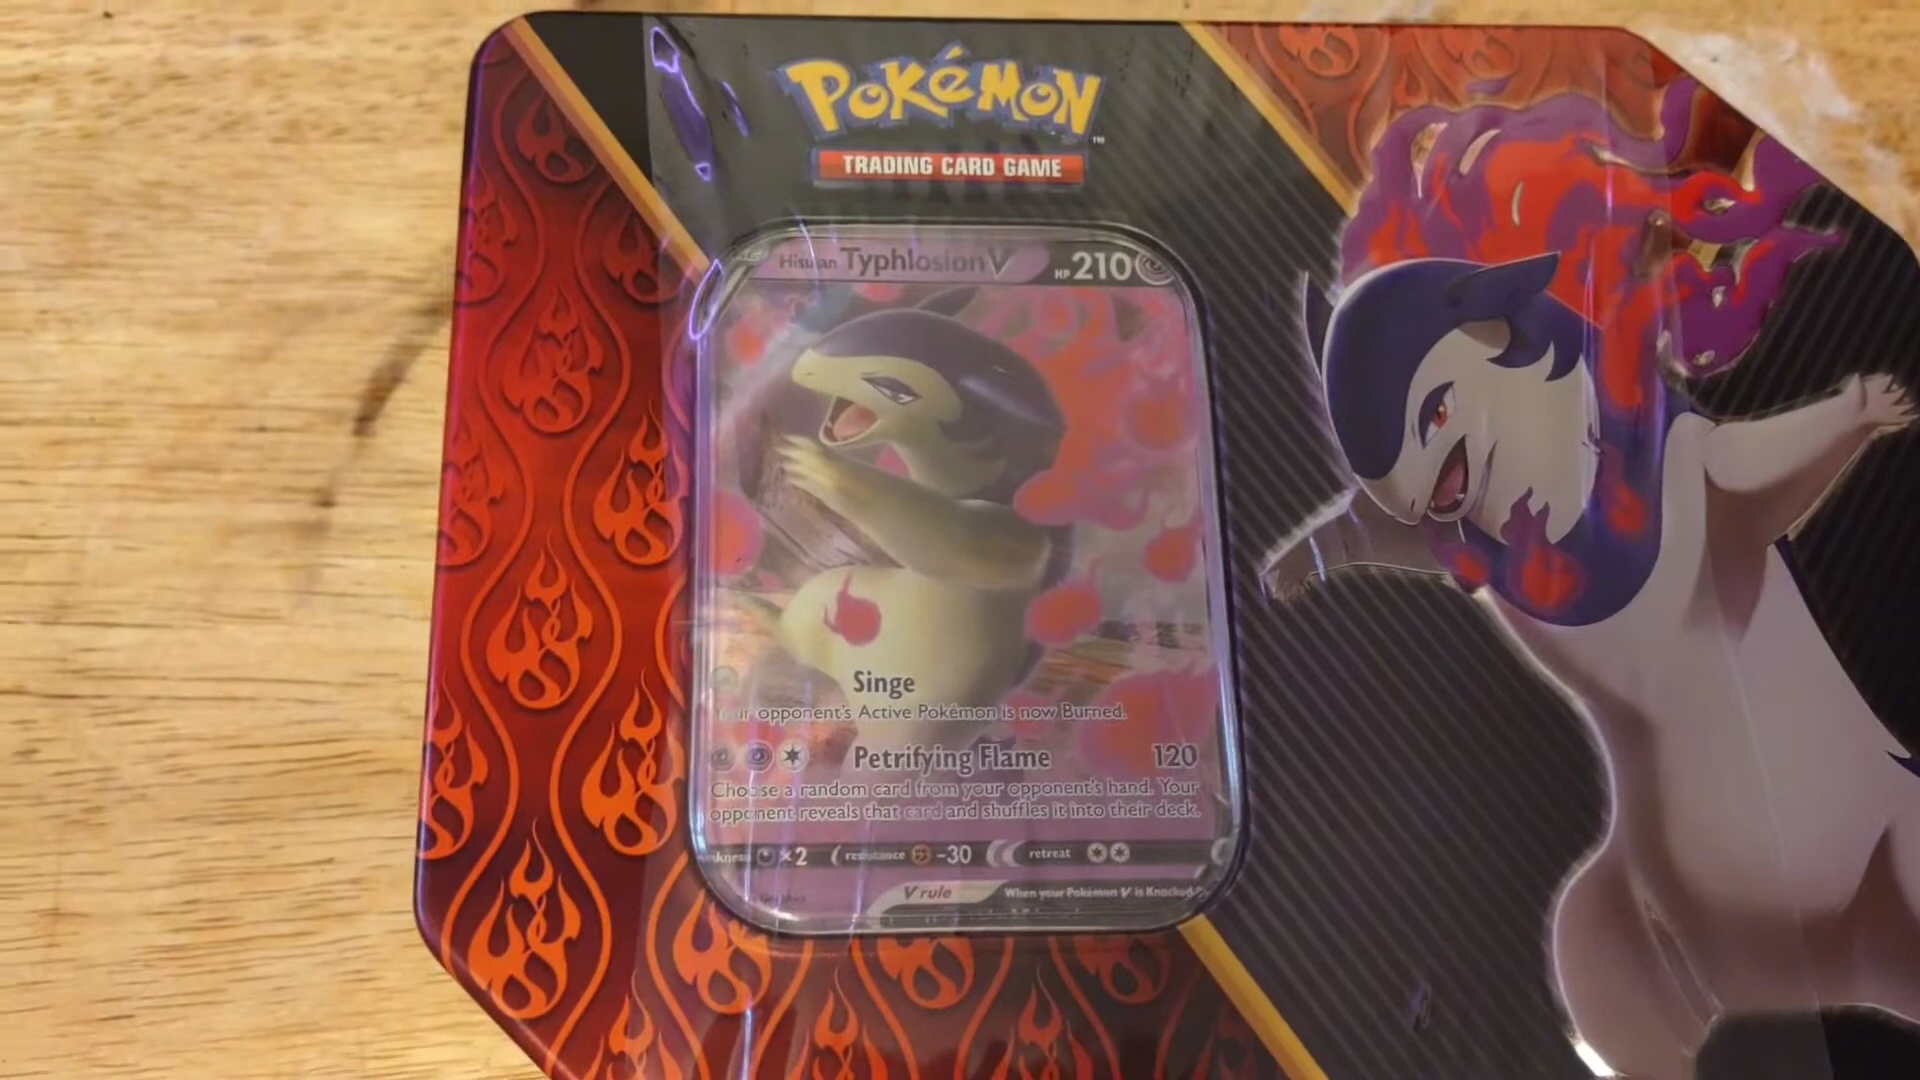 POKéMON™
TRADING CARD GAME
Hisuian Typhlosion V HP 210
Singe
Your opponent's Active Pokémon is now Burned.
Petrifying Flame 120
Choose a random card from your opponent's hand. Your
opponent reveals that card and shuffles it into their deck.
×2 resistance -30 retreat
V rule When your Pokémon V is Knocked